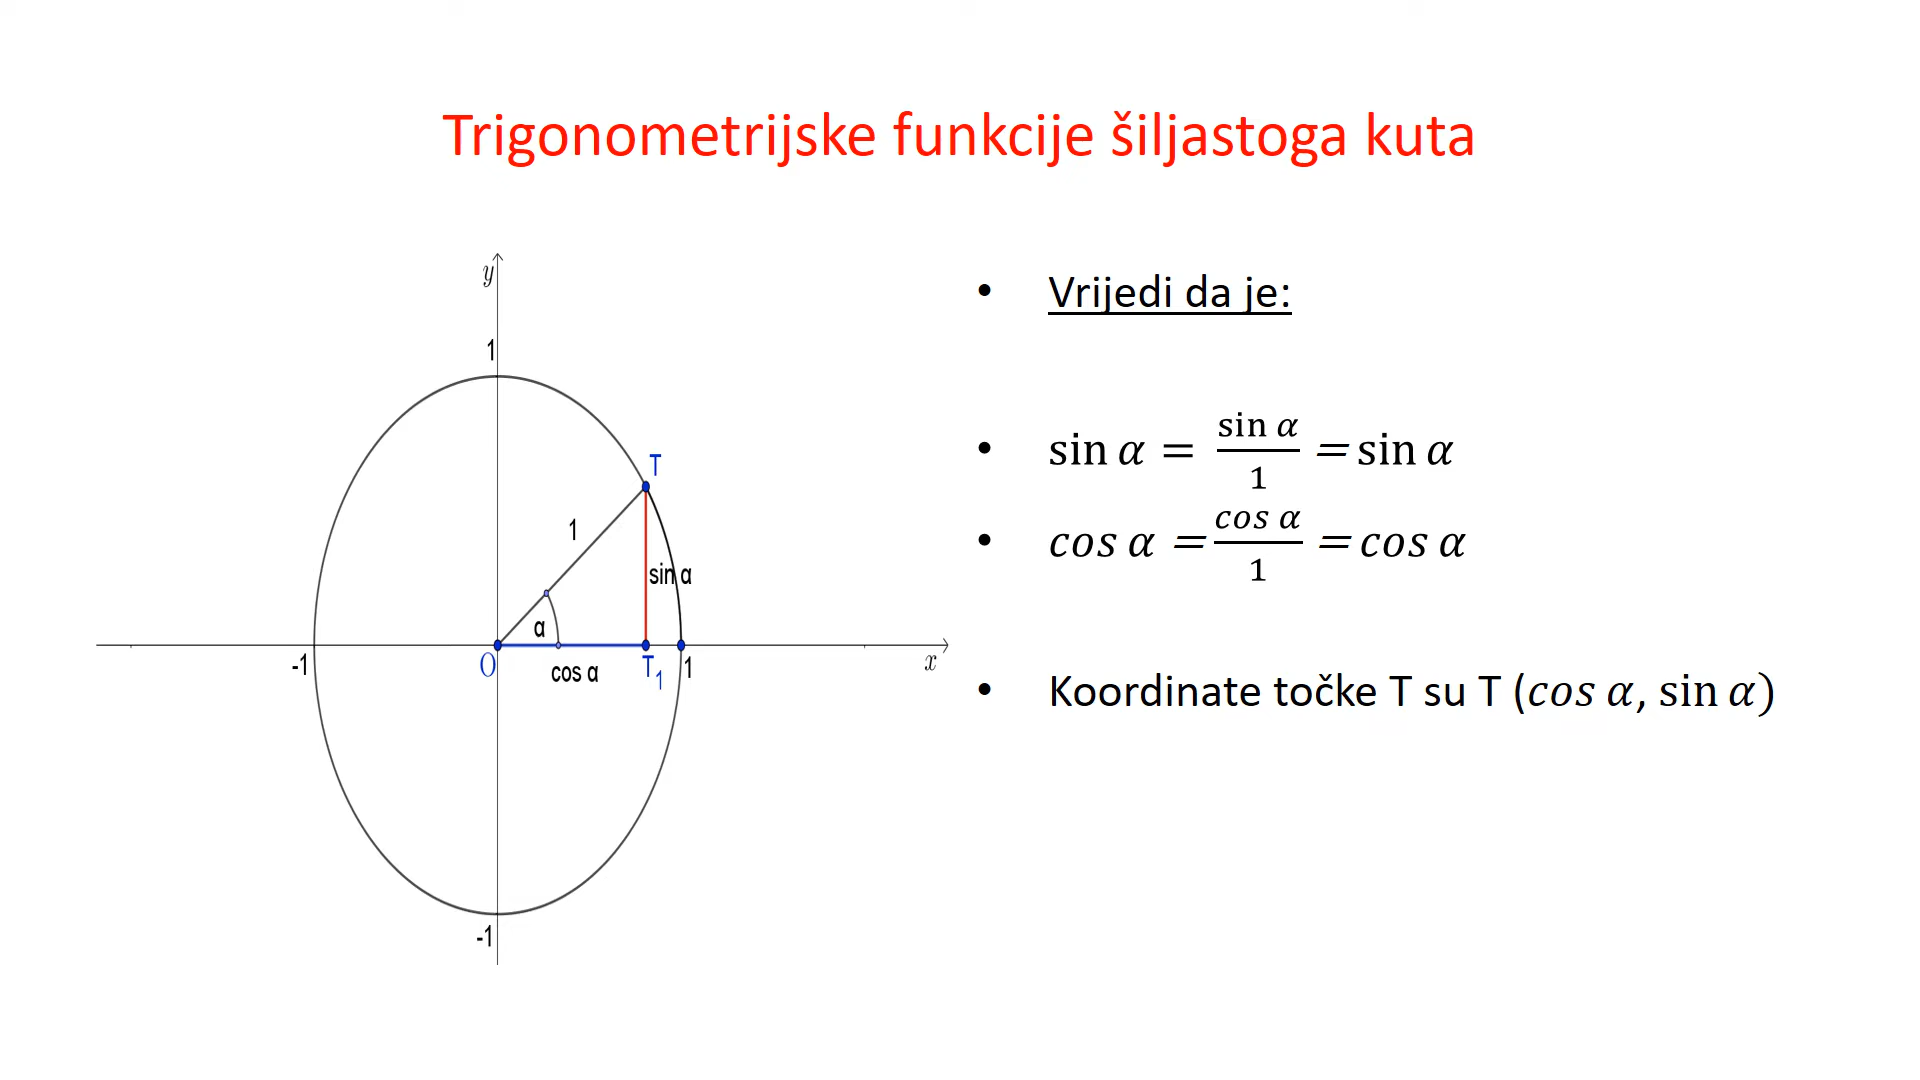 Trigonometrijske funkcije šiljastoga kuta
y
1
T
1
sin α
α
-1
O
cos α
T₁
1
x
-1
• Vrijedi da je:
• sin α = sin α / 1 = sin α
• cos α = cos α / 1 = cos α
• Koordinate točke T su T (cos α, sin α)